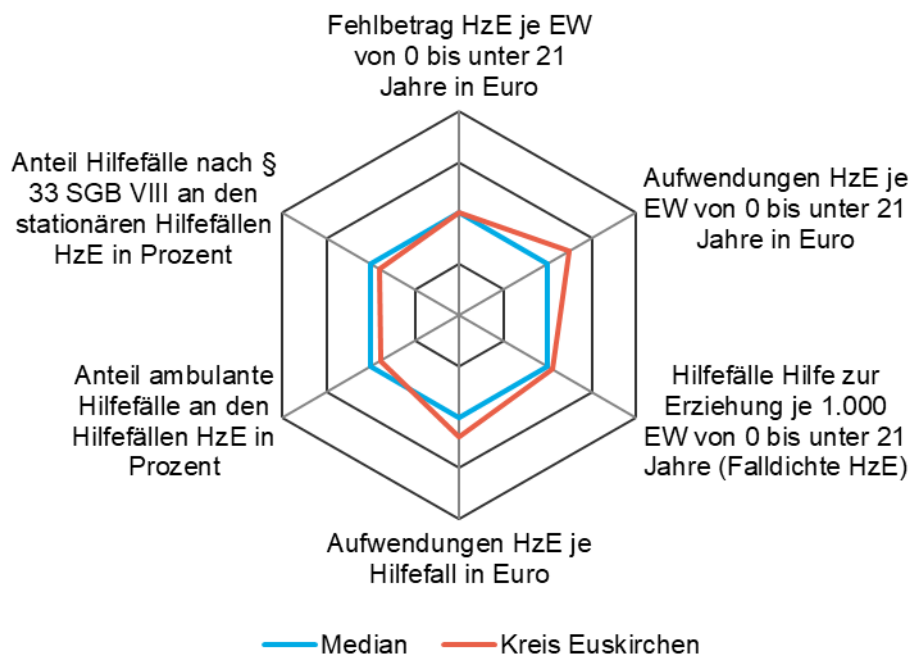 Fehlbetrag HzE je EW
von 0 bis unter 21
Jahre in Euro
Aufwendungen HzE je
EW von 0 bis unter 21
Jahre in Euro
Hilfefälle Hilfe zur
Erziehung je 1.000
EW von 0 bis unter 21
Jahre (Falldichte HzE)
Aufwendungen HzE je
Hilfefall in Euro
Anteil ambulante
Hilfefälle an den
Hilfefällen HzE in
Prozent
Anteil Hilfefälle nach §
33 SGB VIII an den
stationären Hilfefällen
HzE in Prozent
Median
Kreis Euskirchen